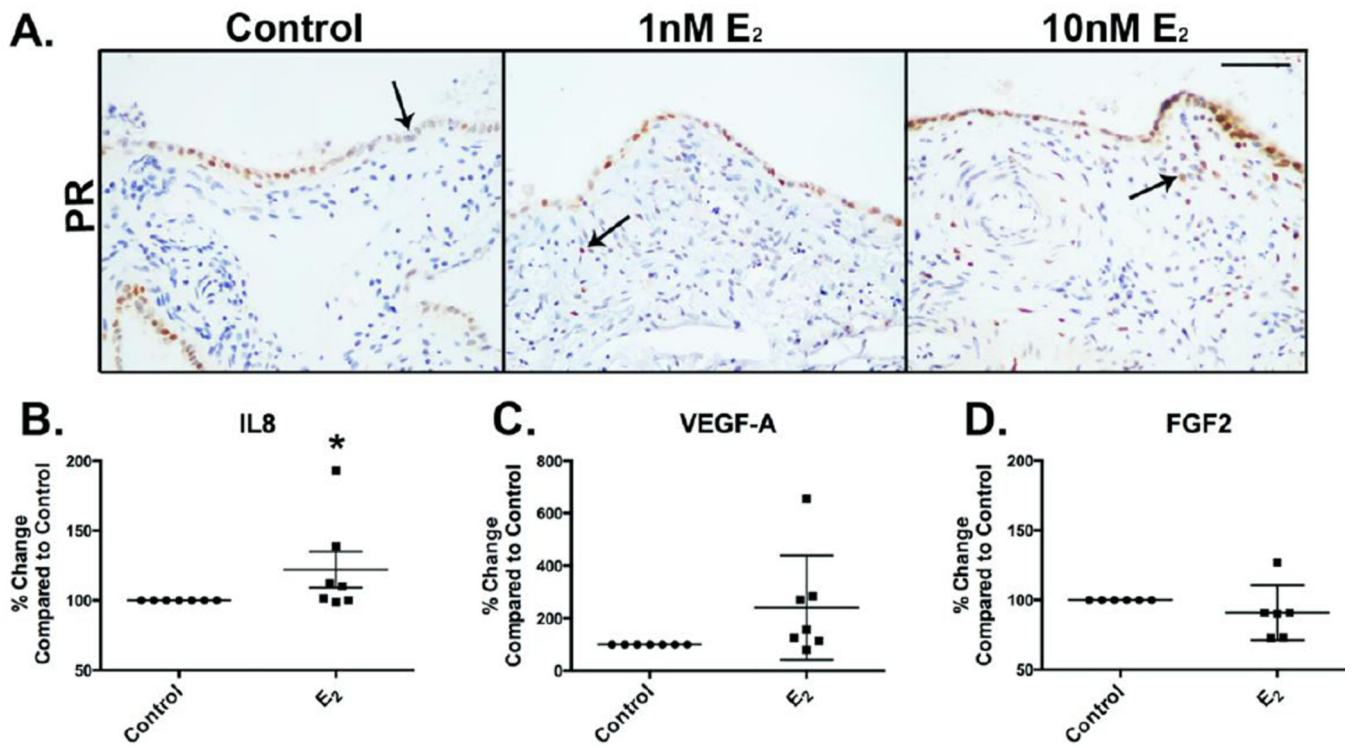 A. Control 1nM E₂ 10nM E₂
PR
B. IL8
*
% Change
Compared to Control
200
150
100
50
Control E₂
C. VEGF-A
% Change
Compared to Control
800
600
400
200
0
Control E₂
D. FGF2
% Change
Compared to Control
200
150
100
50
Control E₂